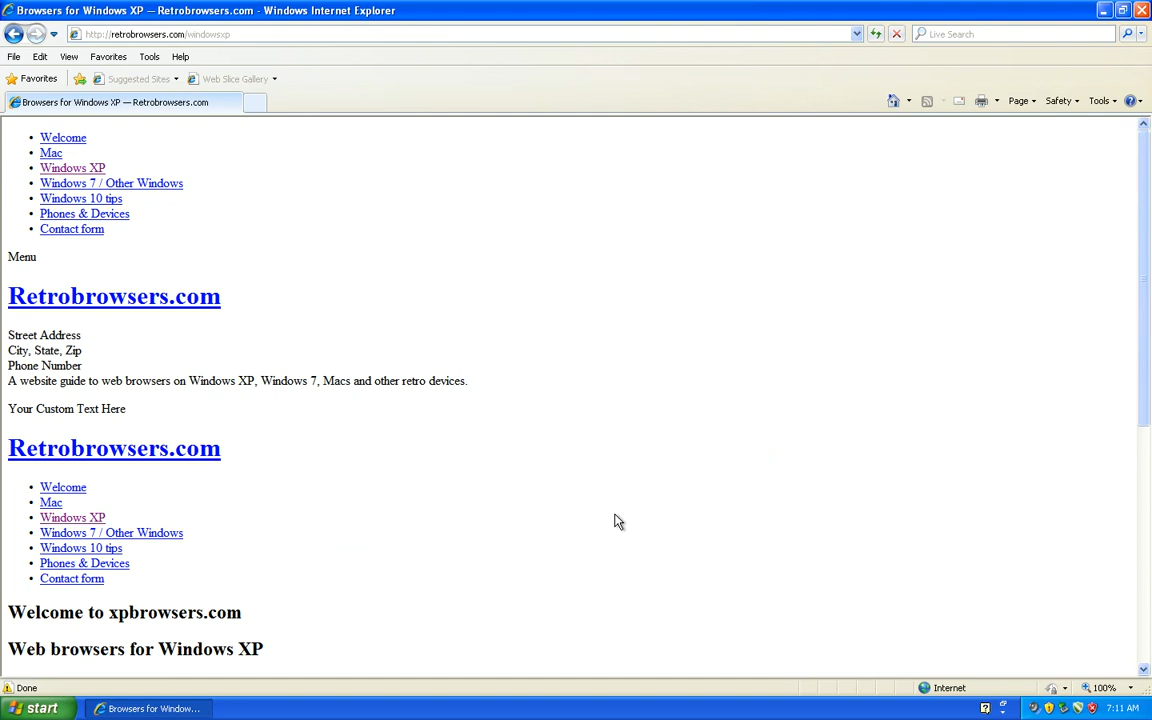 Browsers for Windows XP — Retrobrowsers.com - Windows Internet Explorer
http://retrobrowsers.com/windowsxp
Live Search
File Edit View Favorites Tools Help
Favorites Suggested Sites Web Slice Gallery
Browsers for Windows XP — Retrobrowsers.com
Page Safety Tools
Welcome
Mac
Windows XP
Windows 7 / Other Windows
Windows 10 tips
Phones & Devices
Contact form
Menu
Retrobrowsers.com
Street Address
City, State, Zip
Phone Number
A website guide to web browsers on Windows XP, Windows 7, Macs and other retro devices.
Your Custom Text Here
Retrobrowsers.com
Welcome
Mac
Windows XP
Windows 7 / Other Windows
Windows 10 tips
Phones & Devices
Contact form
Welcome to xpbrowsers.com
Web browsers for Windows XP
Done Internet 100%
start Browsers for Window... 7:11 AM